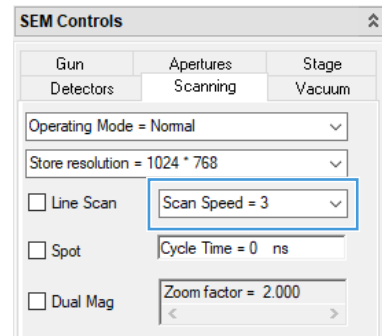 SEM Controls
Gun Apertures Stage
Detectors Scanning Vacuum
Operating Mode = Normal
Store resolution = 1024 * 768
Line Scan Scan Speed = 3
Spot Cycle Time = 0 ns
Dual Mag Zoom factor = 2.000